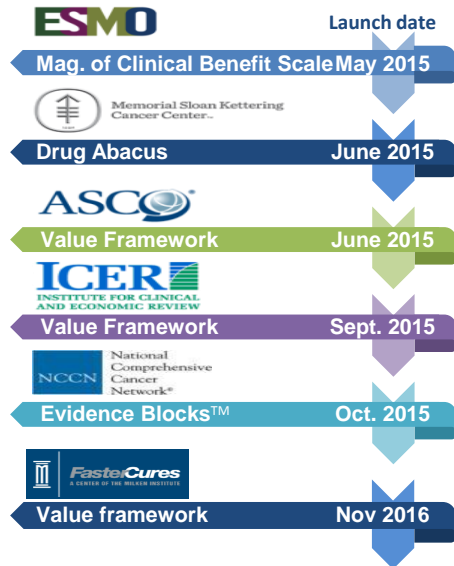 ESMO
Launch date
Mag. of Clinical Benefit Scale May 2015
Memorial Sloan Kettering
Cancer Center
Drug Abacus June 2015
ASCO®
Value Framework June 2015
ICER
INSTITUTE FOR CLINICAL
AND ECONOMIC REVIEW
Value Framework Sept. 2015
National
Comprehensive
NCCN Cancer
Network®
Evidence Blocks™ Oct. 2015
FasterCures
A CENTER OF THE MILKEN INSTITUTE
Value framework Nov 2016